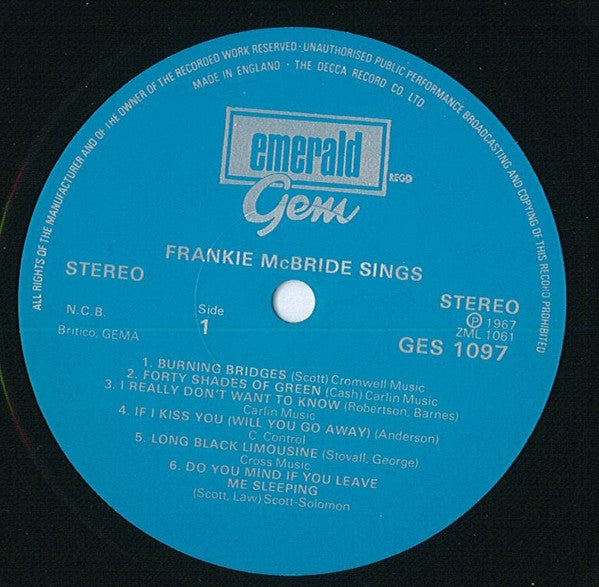 ALL RIGHTS OF THE MANUFACTURER AND OF THE OWNER OF THE RECORDED WORK RESERVED · UNAUTHORISED PUBLIC PERFORMANCE BROADCASTING AND COPYING OF THIS RECORD PROHIBITED
MADE IN ENGLAND · THE DECCA RECORD CO. LTD.
emerald
REGD
Gem
FRANKIE McBRIDE SINGS
STEREO
STEREO
N.C.B.
Britico, GEMA
Side
1
Ⓟ 1967
ZML 1061
GES 1097
1. BURNING BRIDGES (Scott) Cromwell Music
2. FORTY SHADES OF GREEN (Cash) Carlin Music
3. I REALLY DON'T WANT TO KNOW (Robertson, Barnes)
Carlin Music
4. IF I KISS YOU (WILL YOU GO AWAY) (Anderson)
C. Control
5. LONG BLACK LIMOUSINE (Stovall, George)
Cross Music
6. DO YOU MIND IF YOU LEAVE
ME SLEEPING
(Scott, Law) Scott-Solomon